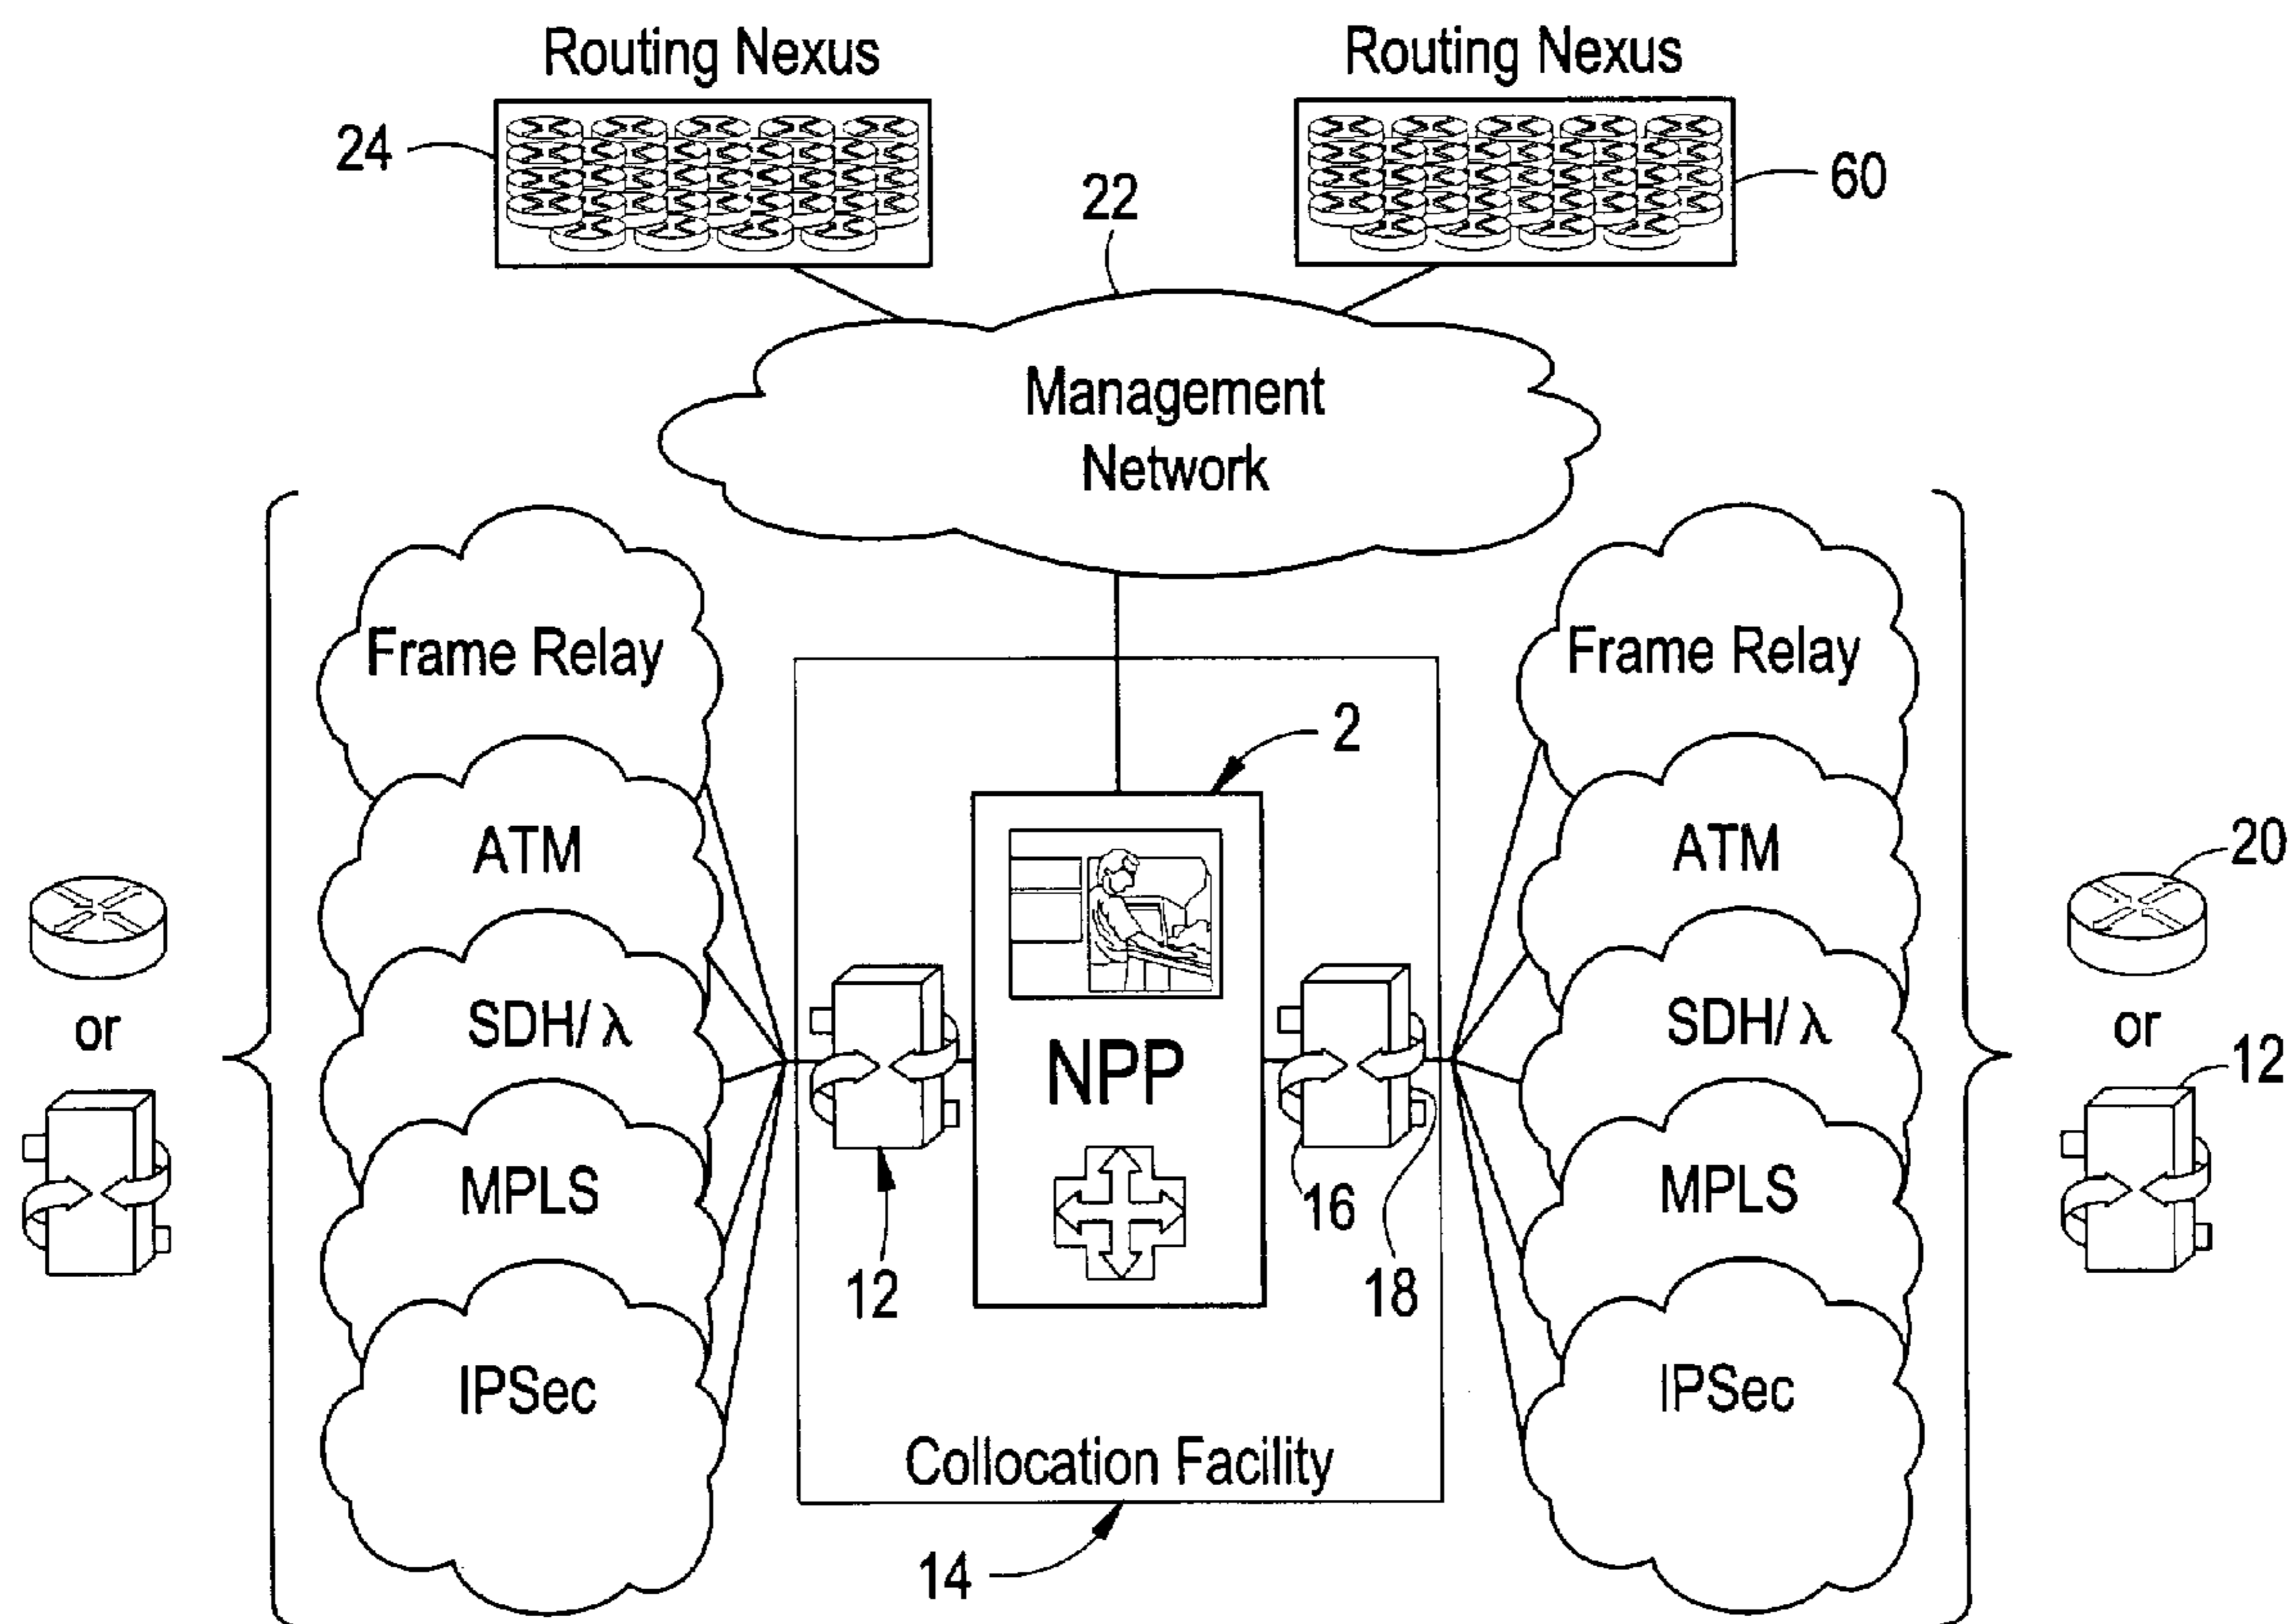 Routing Nexus
Routing Nexus
24
60
22
Management
Network
Frame Relay
Frame Relay
2
ATM
ATM
20
or
SDH/λ
NPP
SDH/λ
or
12
MPLS
MPLS
16
12
18
IPSec
IPSec
Collocation Facility
14